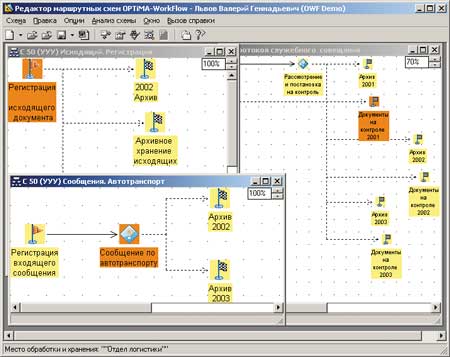 Редактор маршрутных схем OPTIMA-WorkFlow - Львов Валерий Геннадьевич (OWF Demo)
Схема Правка Опции Анализ схемы Окно Вызов справки
С 50 (УУУ) Исходящий. Регистрация
100%
Регистрация
исходящего
документа
2002
Архив
Архивное
хранение
исходящих
токол служебного. совещания
70%
Рассмотрение
и постановка
на контроль
Архив
2001
Документы
на
контроле
2001
Архив
2002
Документы
на
контроле
2002
Архив
2003
Документы
на
контроле
2003
С 50 (УУУ) Сообщения. Автотранспорт
100%
Регистрация
входящего
сообщения
Сообщение по
автотранспорту
Архив
2002
Архив
2003
Место обработки и хранения: ""Отдел логистики""